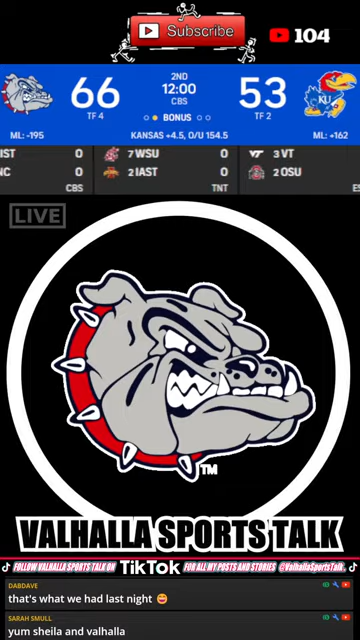 Subscribe
104
66
2ND
12:00
CBS
53
TF 4
BONUS
TF 2
KU
ML: -195
KANSAS +4.5, O/U 154.5
ML: +162
IST 0
7 WSU 0
3 VT
NC 0
2 IAST 0
2 OSU
CBS
TNT
ES
LIVE
TM
VALHALLA SPORTS TALK
FOLLOW VALHALLA SPORTS TALK ON TikTok FOR ALL MY POSTS AND STORIES @ValhallaSportsTalk
DABDAVE
that's what we had last night 😄
SARAH SMULL
yum sheila and valhalla